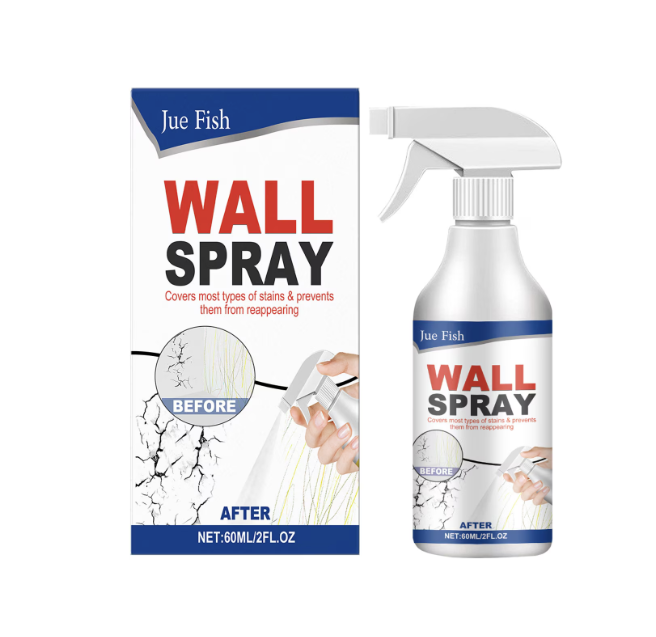 Jue Fish
WALL
SPRAY
Covers most types of stains & prevents
them from reappearing
BEFORE
AFTER
NET:60ML/2FL.OZ
Jue Fish
WALL
SPRAY
Covers most types of stains & prevents
them from reappearing
BEFORE
AFTER
NET:60ML/2FL.OZ